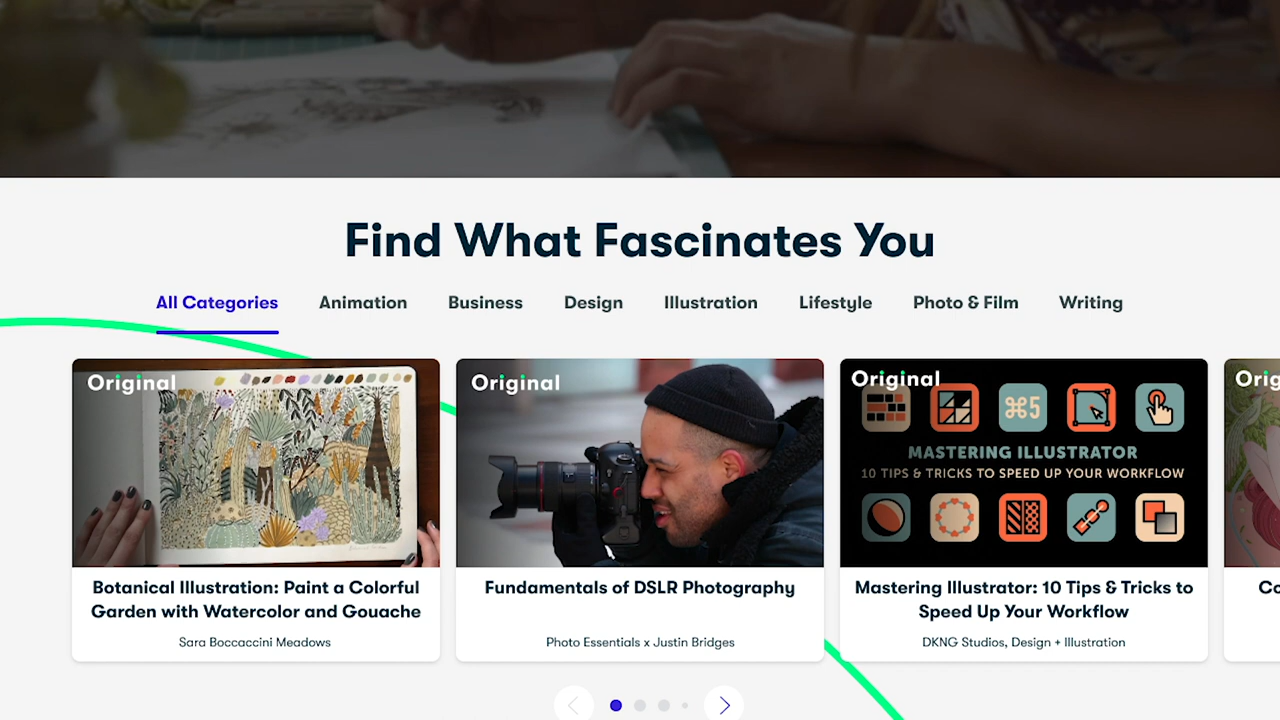 Find What Fascinates You
All Categories Animation Business Design Illustration Lifestyle Photo & Film Writing
Original
Original
Original
⌘5
MASTERING ILLUSTRATOR
10 TIPS & TRICKS TO SPEED UP YOUR WORKFLOW
Botanical Illustration: Paint a Colorful
Garden with Watercolor and Gouache
Sara Boccaccini Meadows
Fundamentals of DSLR Photography
Photo Essentials x Justin Bridges
Mastering Illustrator: 10 Tips & Tricks to
Speed Up Your Workflow
DKNG Studios, Design + Illustration